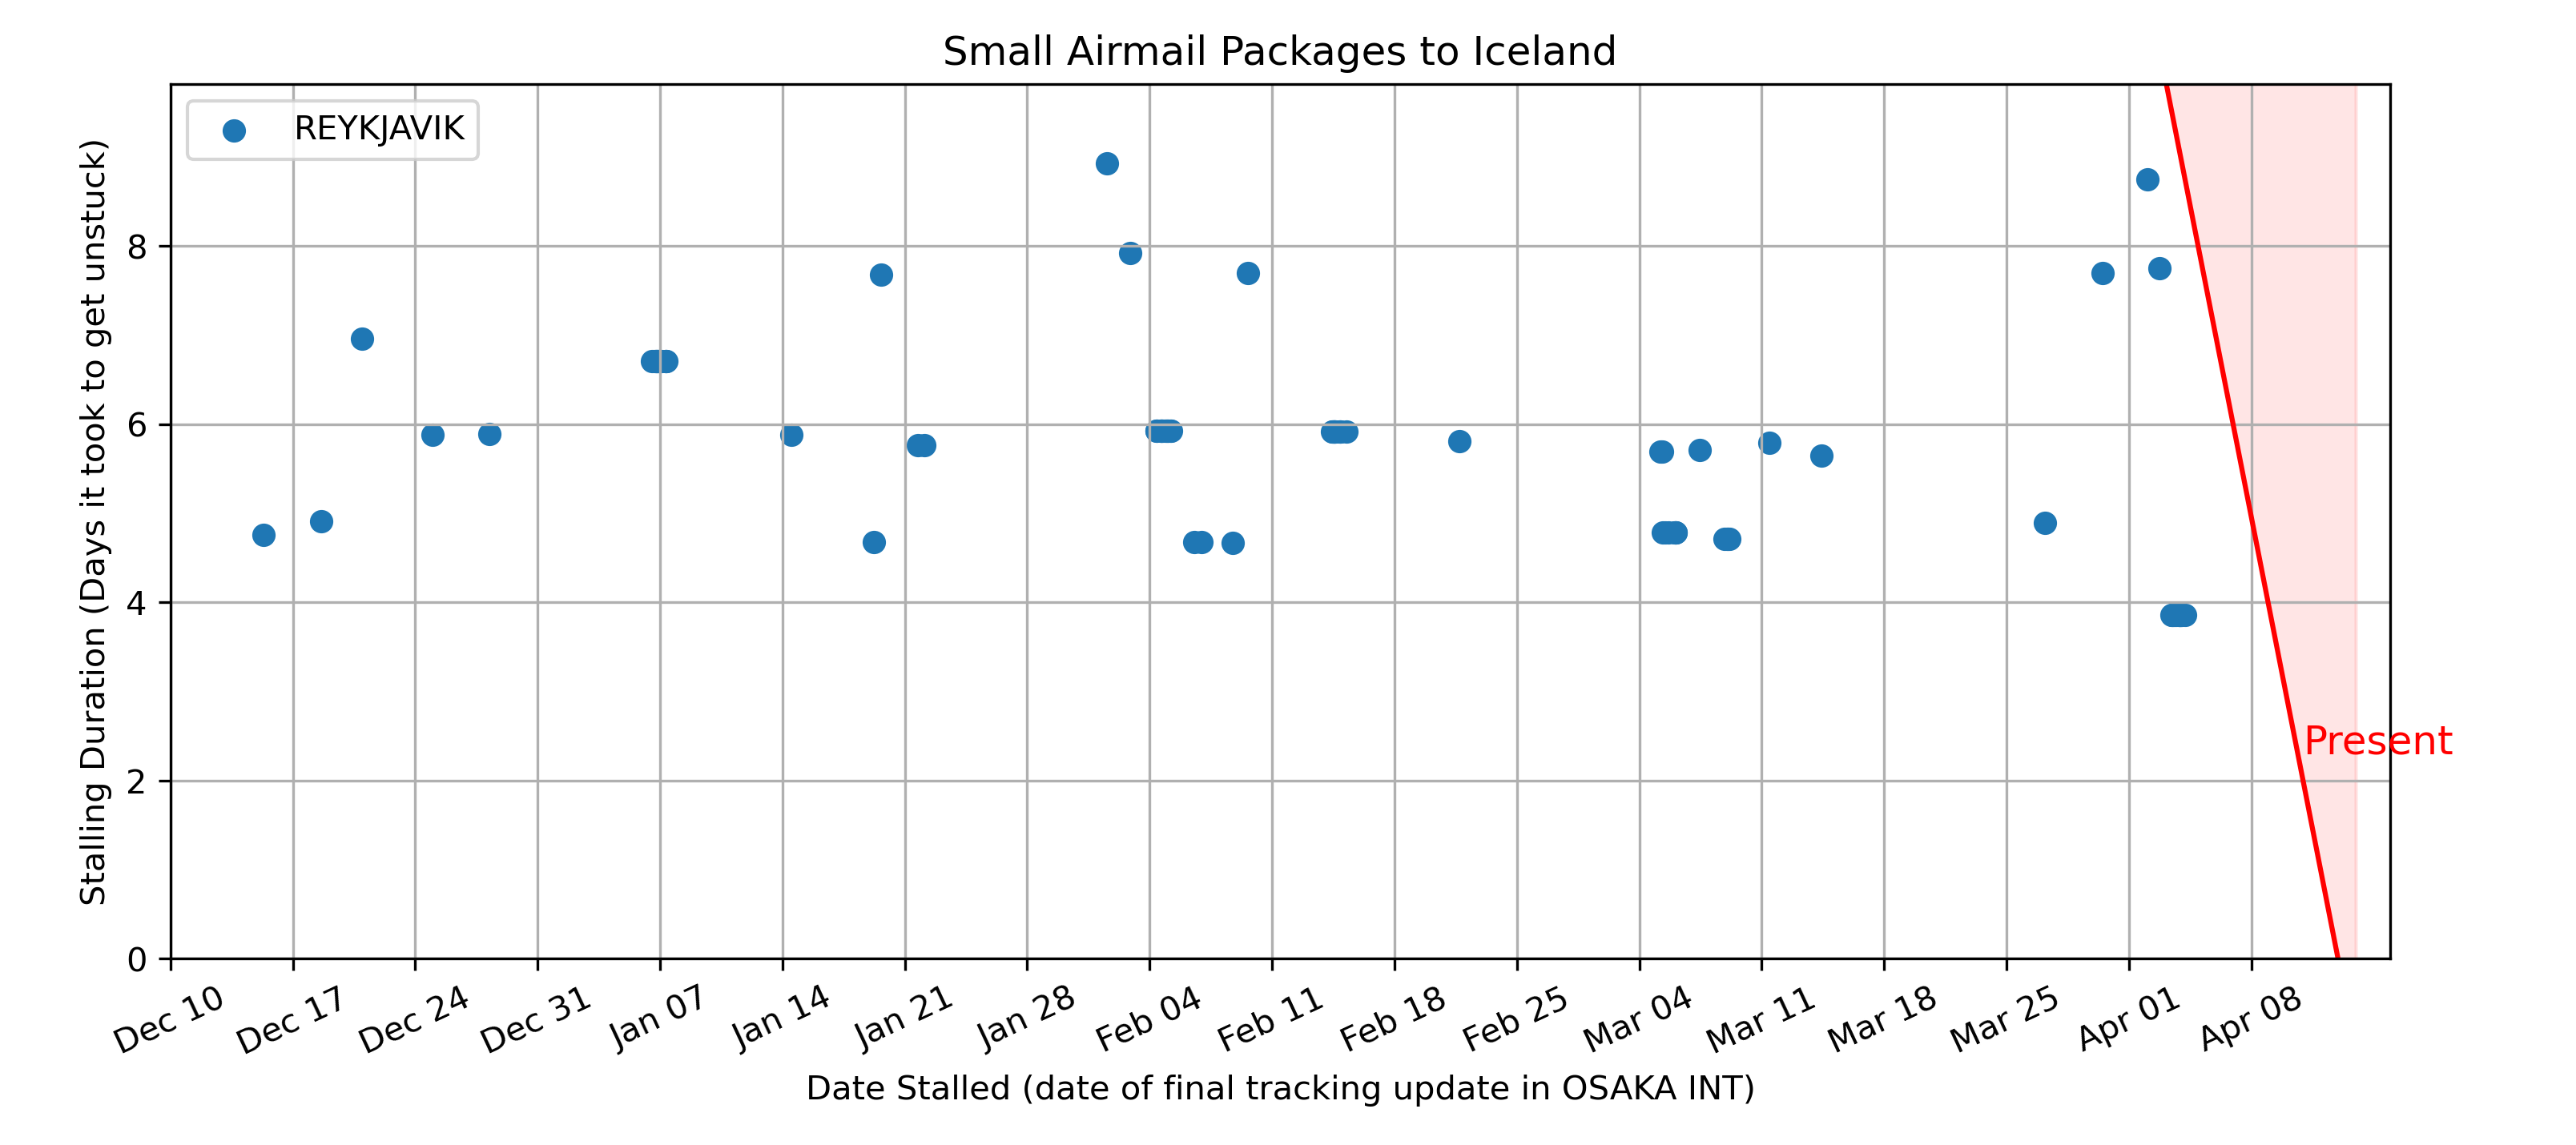 Small Airmail Packages to Iceland
REYKJAVIK
Stalling Duration (Days it took to get unstuck)
8
6
4
2
0
Present
Dec 10
Dec 17
Dec 24
Dec 31
Jan 07
Jan 14
Jan 21
Jan 28
Feb 04
Feb 11
Feb 18
Feb 25
Mar 04
Mar 11
Mar 18
Mar 25
Apr 01
Apr 08
Date Stalled (date of final tracking update in OSAKA INT)